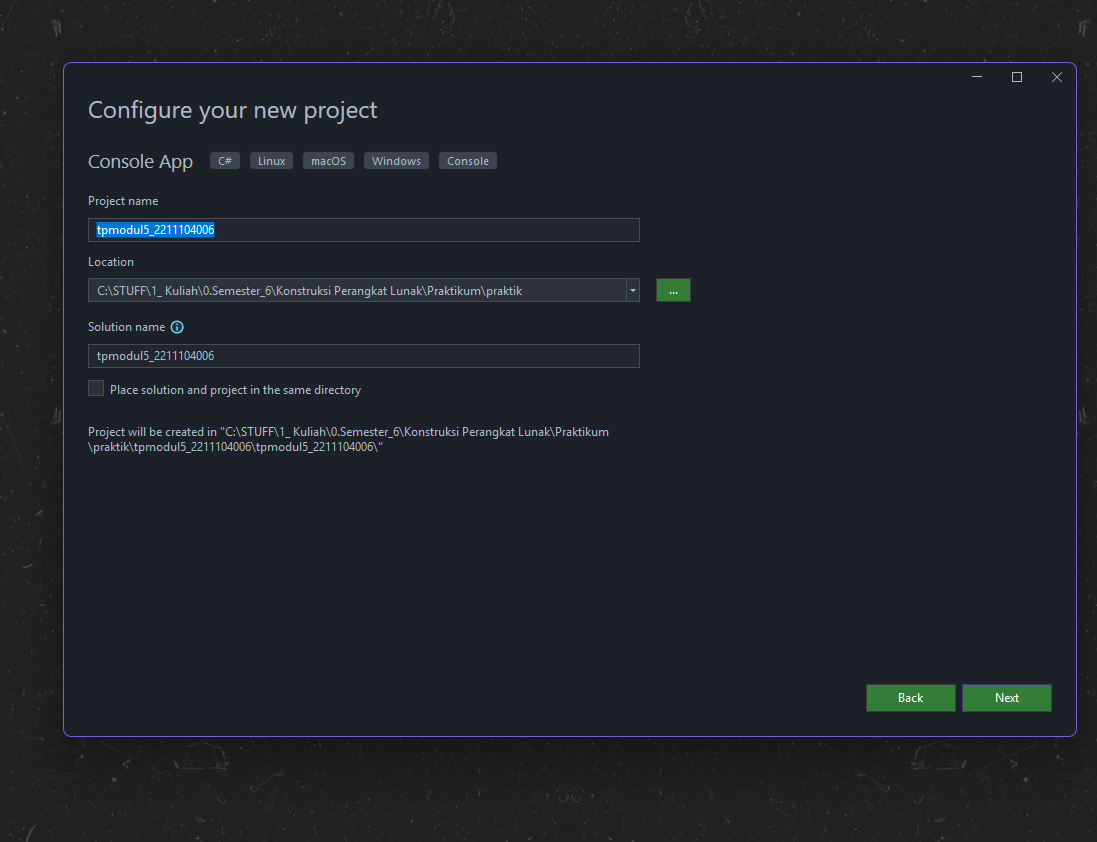 Configure your new project
Console App C# Linux macOS Windows Console
Project name
tpmodul5_2211104006
Location
C:\STUFF\1_ Kuliah\0.Semester_6\Konstruksi Perangkat Lunak\Praktikum\praktik
...
Solution name
tpmodul5_2211104006
Place solution and project in the same directory
Project will be created in "C:\STUFF\1_ Kuliah\0.Semester_6\Konstruksi Perangkat Lunak\Praktikum
\praktik\tpmodul5_2211104006\tpmodul5_2211104006\"
Back Next